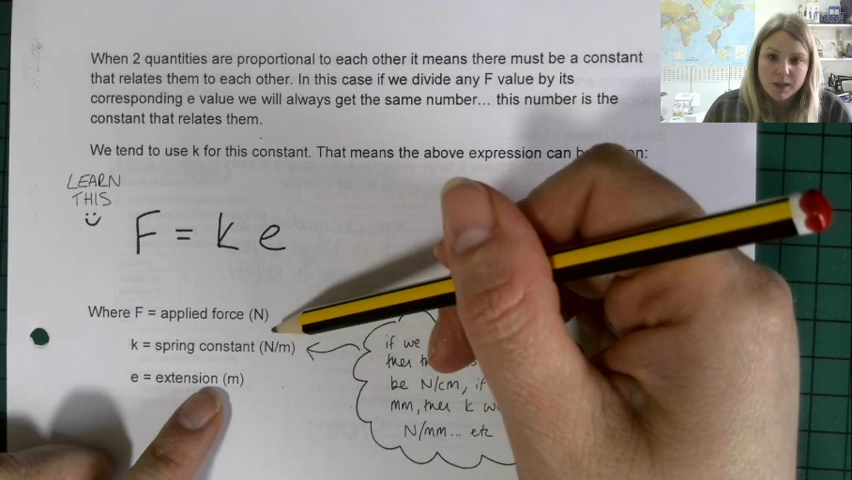 When 2 quantities are proportional to each other it means there must be a constant
that relates them to each other. In this case if we divide any F value by its
corresponding e value we will always get the same number... this number is the
constant that relates them.
We tend to use k for this constant. That means the above expression can
LEARN
THIS
F = k e
Where F = applied force (N)
k = spring constant (N/m)
e = extension (m)
if we
then
be N/cm, if
mm, then k
N/mm... etc